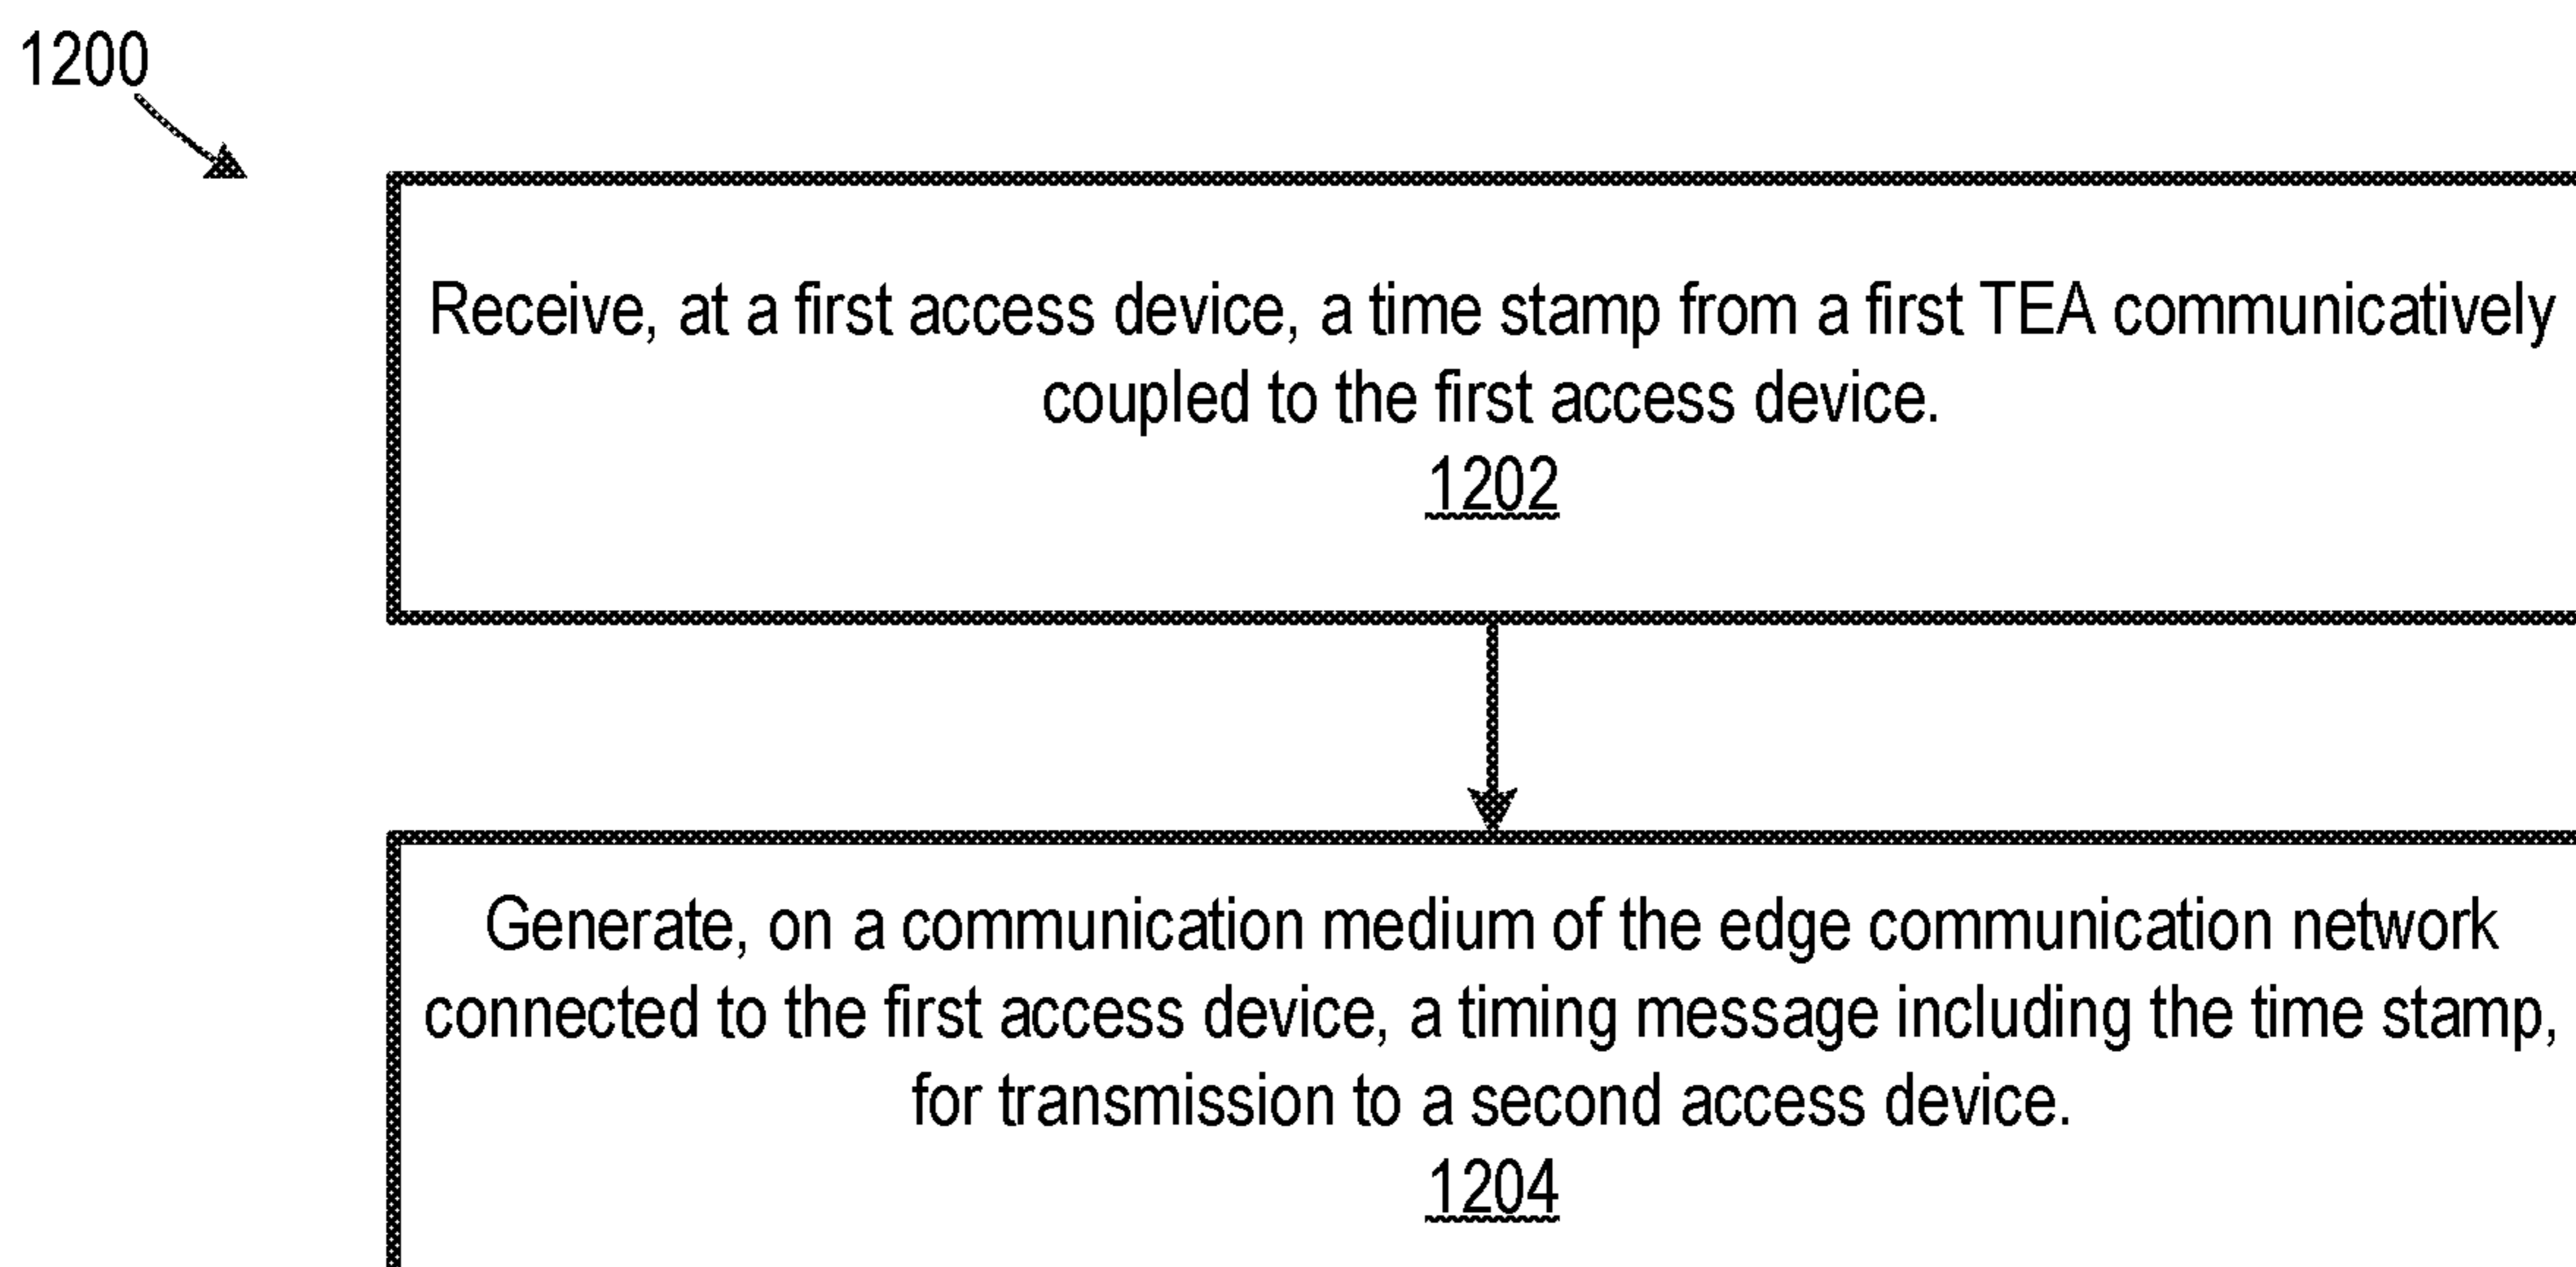 1200
Receive, at a first access device, a time stamp from a first TEA communicatively
coupled to the first access device.
1202
Generate, on a communication medium of the edge communication network
connected to the first access device, a timing message including the time stamp,
for transmission to a second access device.
1204